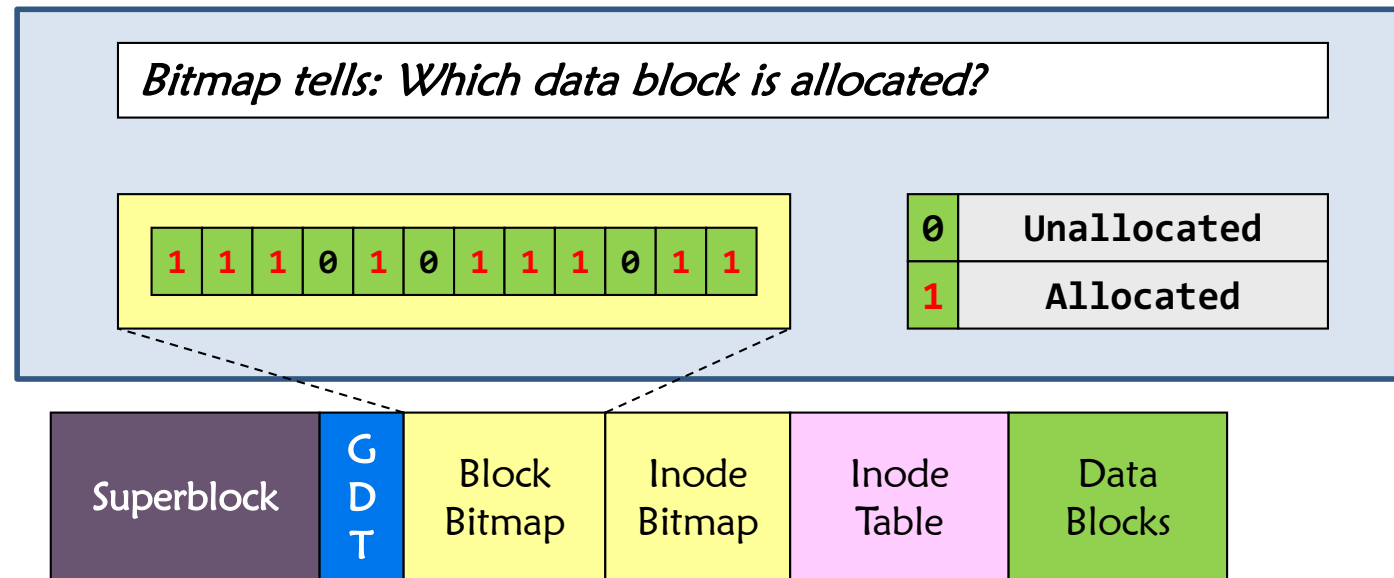 Bitmap tells: Which data block is allocated?
1 1 1 0 1 0 1 1 1 0 1 1
0 Unallocated
1 Allocated
Superblock
G
D
T
Block
Bitmap
Inode
Bitmap
Inode
Table
Data
Blocks